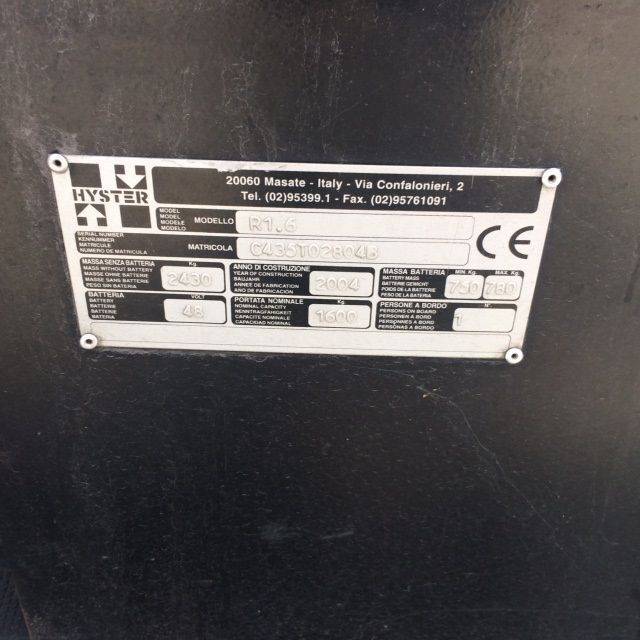 HYSTER
20060 Masate - Italy - Via Confalonieri, 2
Tel. (02)95399.1 - Fax. (02)95761091
MODEL
MODEL
MODÈLE
MODELO
MODELLO R1.6
SERIAL NUMBER
KENNUMMER
MATRICULE
NUMERO DE MATRICULA
MATRICOLA C435T02804B
CE
MASSA SENZA BATTERIA Kg
MASS WITHOUT BATTERY
MASSE OHNE BATTERIE
MASSE SANS BATTERIE
PESO SIN BATERIA
2430
ANNO DI COSTRUZIONE
YEAR OF CONSTRUCTION
BAUJAHR
ANNEE DE FABRICATION
ANO DE FABRICACIÓN
2004
MASSA BATTERIA MIN. Kg MAX. Kg
BATTERY MASS
BATTERIE GEWICHT
POIDS DE LA BATTERIE
PESO DE LA BATERIA
750 780
BATTERIA VOLT
BATTERY
BATTERIE
BATTERIE
BATERIA
48
PORTATA NOMINALE Kg
NOMINAL CAPACITY
NENNTRAGFÄHIGKEIT
CAPACITE NOMINALE
CAPACIDAD NOMINAL
1600
PERSONE A BORDO N°
PERSONS ON BOARD
PERSONEN A BORD
PERSONNES A BORD
PERSONAS A BORDO
1